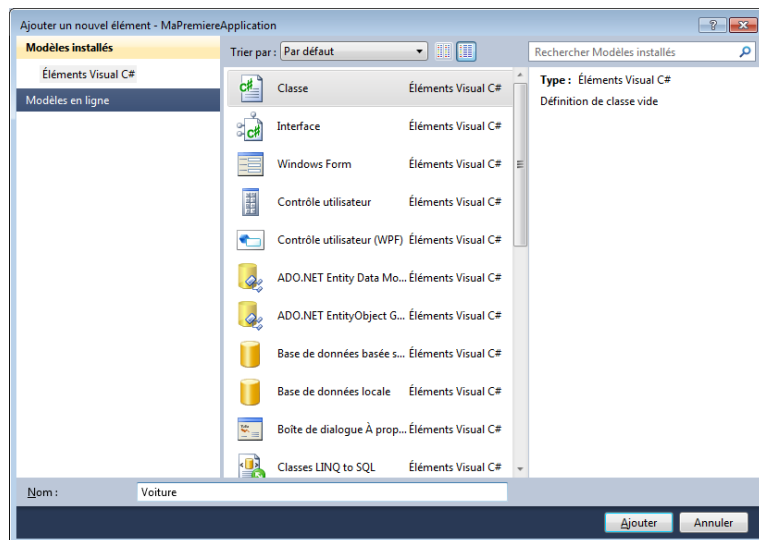 Ajouter un nouvel élément - MaPremiereApplication
Modèles installés
Éléments Visual C#
Modèles en ligne
Trier par : Par défaut
Rechercher Modèles installés
Classe Éléments Visual C#
Interface Éléments Visual C#
Windows Form Éléments Visual C#
Contrôle utilisateur Éléments Visual C#
Contrôle utilisateur (WPF) Éléments Visual C#
ADO.NET Entity Data Mo... Éléments Visual C#
ADO.NET EntityObject G... Éléments Visual C#
Base de données basée s... Éléments Visual C#
Base de données locale Éléments Visual C#
Boîte de dialogue À prop... Éléments Visual C#
Classes LINQ to SQL Éléments Visual C#
Type : Éléments Visual C#
Définition de classe vide
Nom : Voiture
Ajouter Annuler